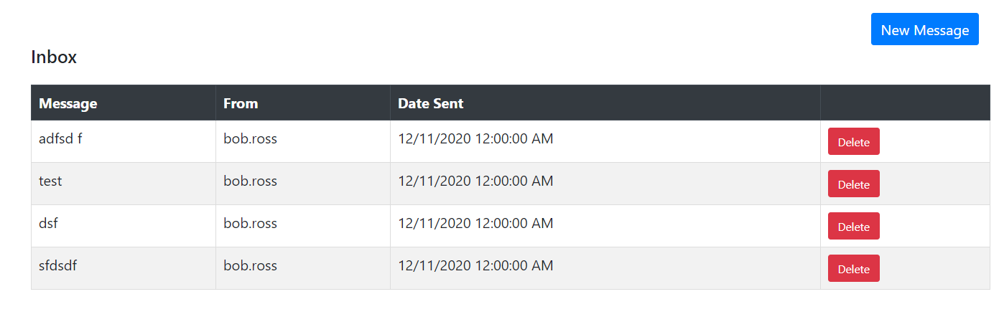 New Message
Inbox
Message From Date Sent
adfsd f bob.ross 12/11/2020 12:00:00 AM Delete
test bob.ross 12/11/2020 12:00:00 AM Delete
dsf bob.ross 12/11/2020 12:00:00 AM Delete
sfdsdf bob.ross 12/11/2020 12:00:00 AM Delete